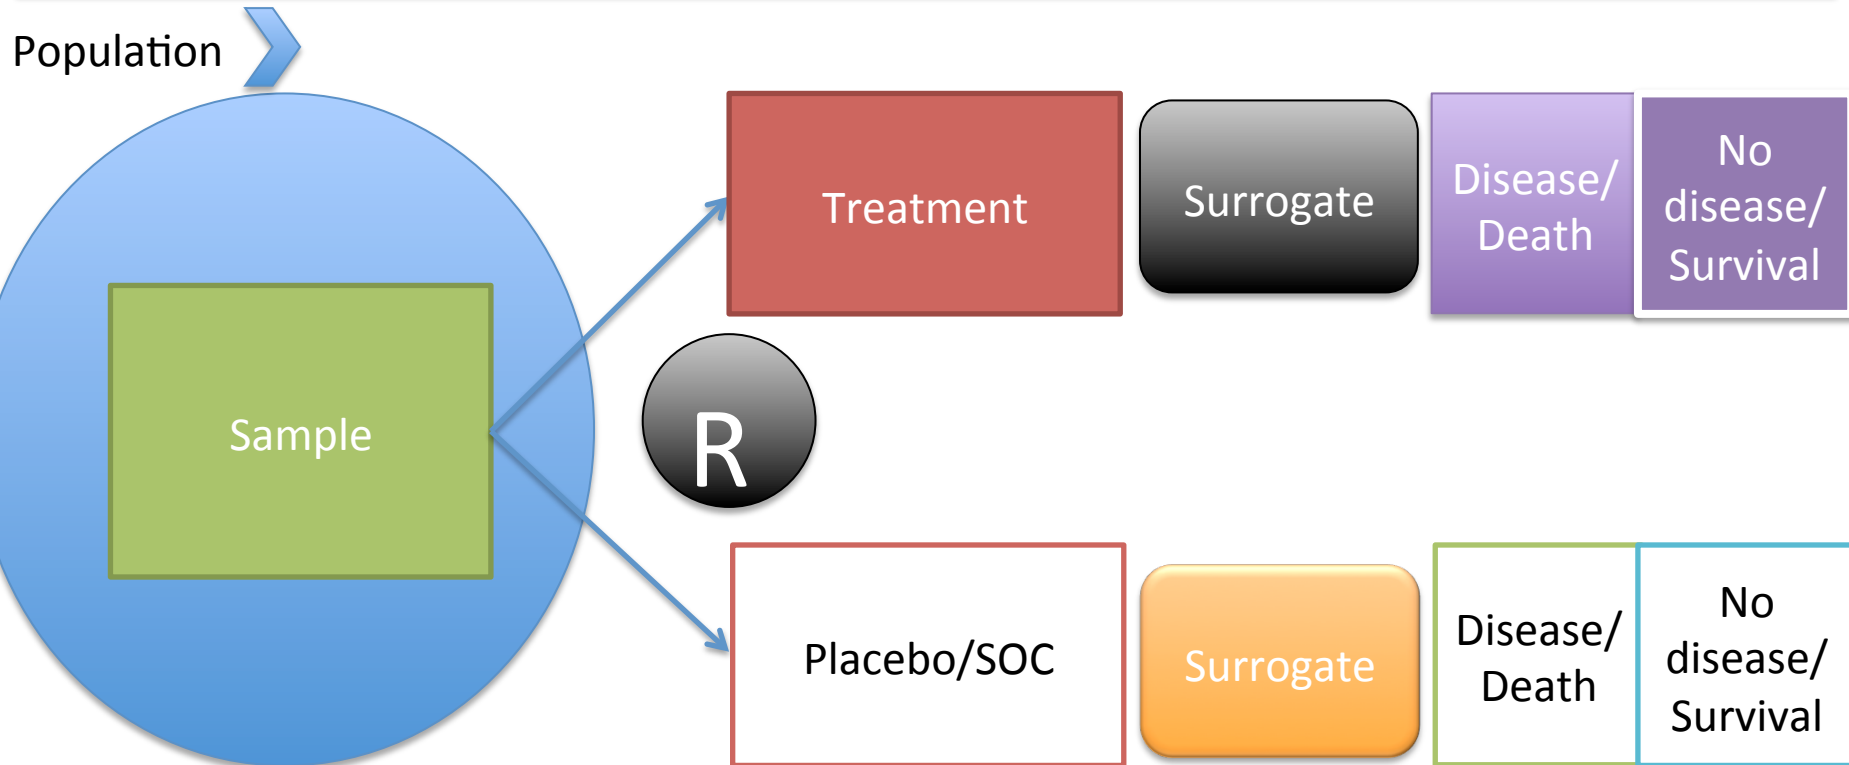 Population
Treatment
Surrogate
Disease/
Death
No
disease/
Survival
Sample
R
Placebo/SOC
Surrogate
Disease/
Death
No
disease/
Survival